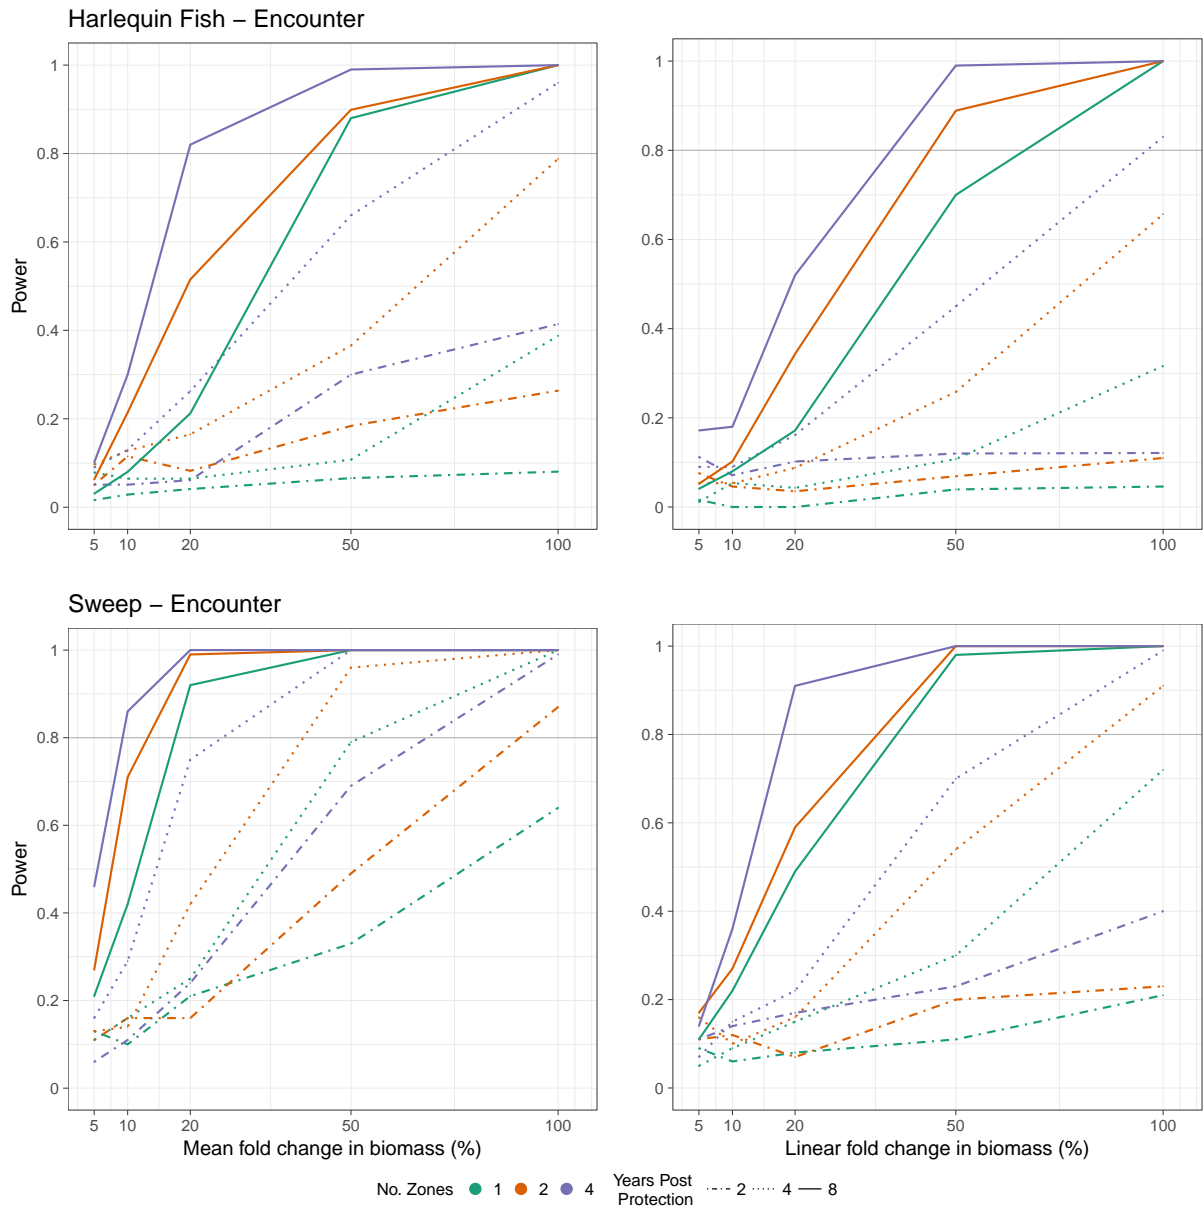 Harlequin Fish – Encounter
1
0.8
0.6
0.4
0.2
0
Power
5 10 20 50 100
1
0.8
0.6
0.4
0.2
0
5 10 20 50 100
Sweep – Encounter
1
0.8
0.6
0.4
0.2
0
Power
5 10 20 50 100
Mean fold change in biomass (%)
1
0.8
0.6
0.4
0.2
0
5 10 20 50 100
Linear fold change in biomass (%)
No. Zones 1 2 4
Years Post
Protection 2 4 8